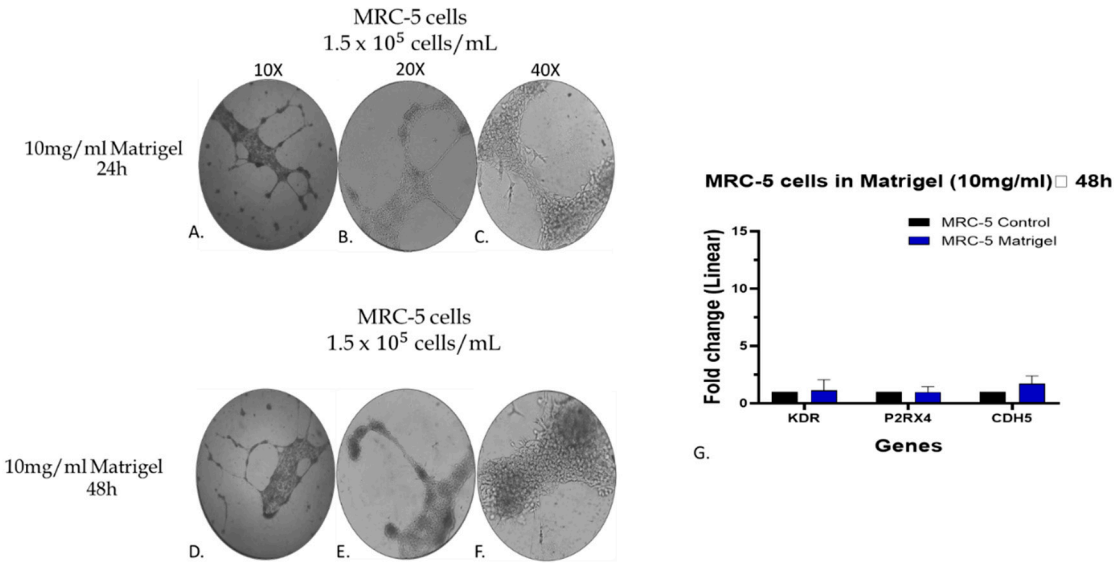 MRC-5 cells
1.5 x 10⁵ cells/mL
10X 20X 40X
10mg/ml Matrigel
24h
A. B. C.
MRC-5 cells
1.5 x 10⁵ cells/mL
10mg/ml Matrigel
48h
D. E. F.
MRC-5 cells in Matrigel (10mg/ml)□ 48h
MRC-5 Control
MRC-5 Matrigel
Fold change (Linear)
15
10
5
0
KDR P2RX4 CDH5
Genes
G.